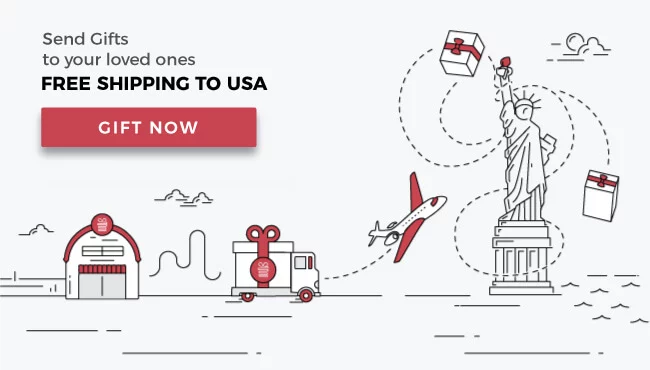 Send Gifts
to your loved ones
FREE SHIPPING TO USA
GIFT NOW